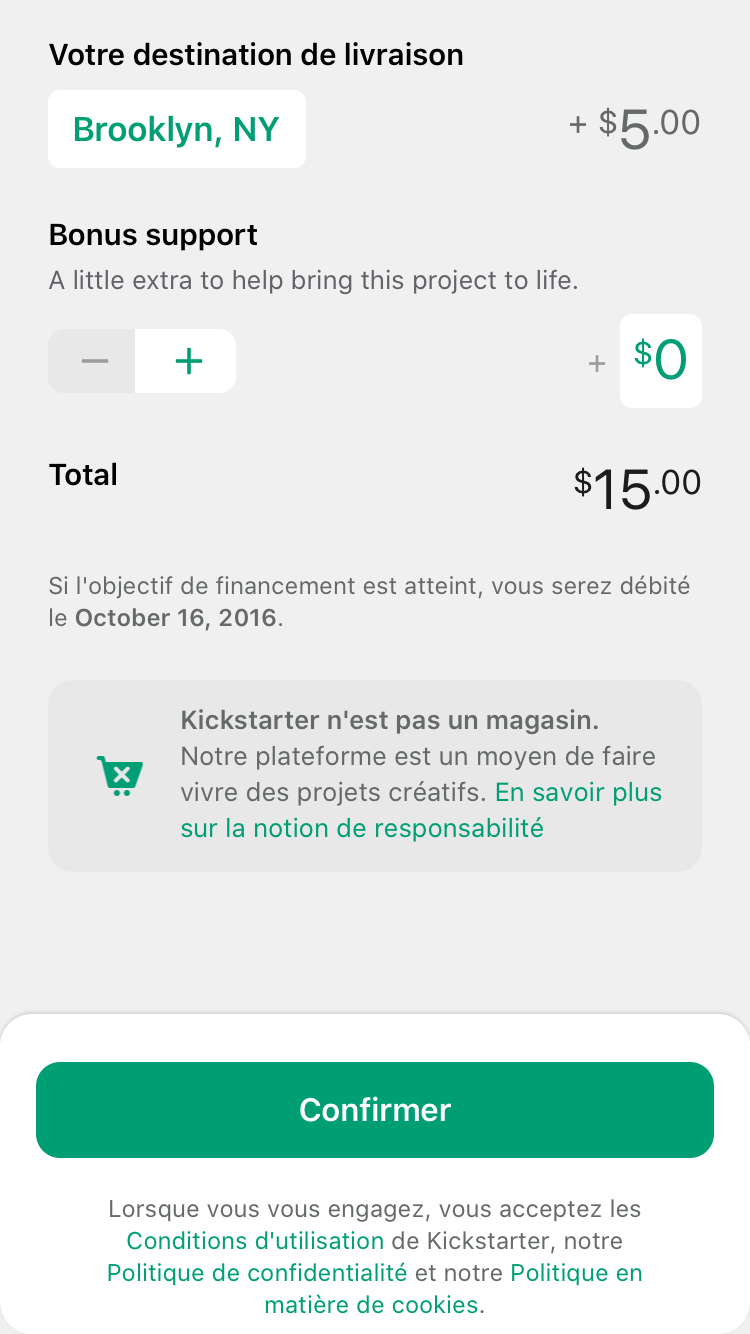 Votre destination de livraison
Brooklyn, NY + $5.00
Bonus support
A little extra to help bring this project to life.
− + + $0
Total $15.00
Si l'objectif de financement est atteint, vous serez débité
le October 16, 2016.
Kickstarter n'est pas un magasin.
Notre plateforme est un moyen de faire
vivre des projets créatifs. En savoir plus
sur la notion de responsabilité
Confirmer
Lorsque vous vous engagez, vous acceptez les
Conditions d'utilisation de Kickstarter, notre
Politique de confidentialité et notre Politique en
matière de cookies.